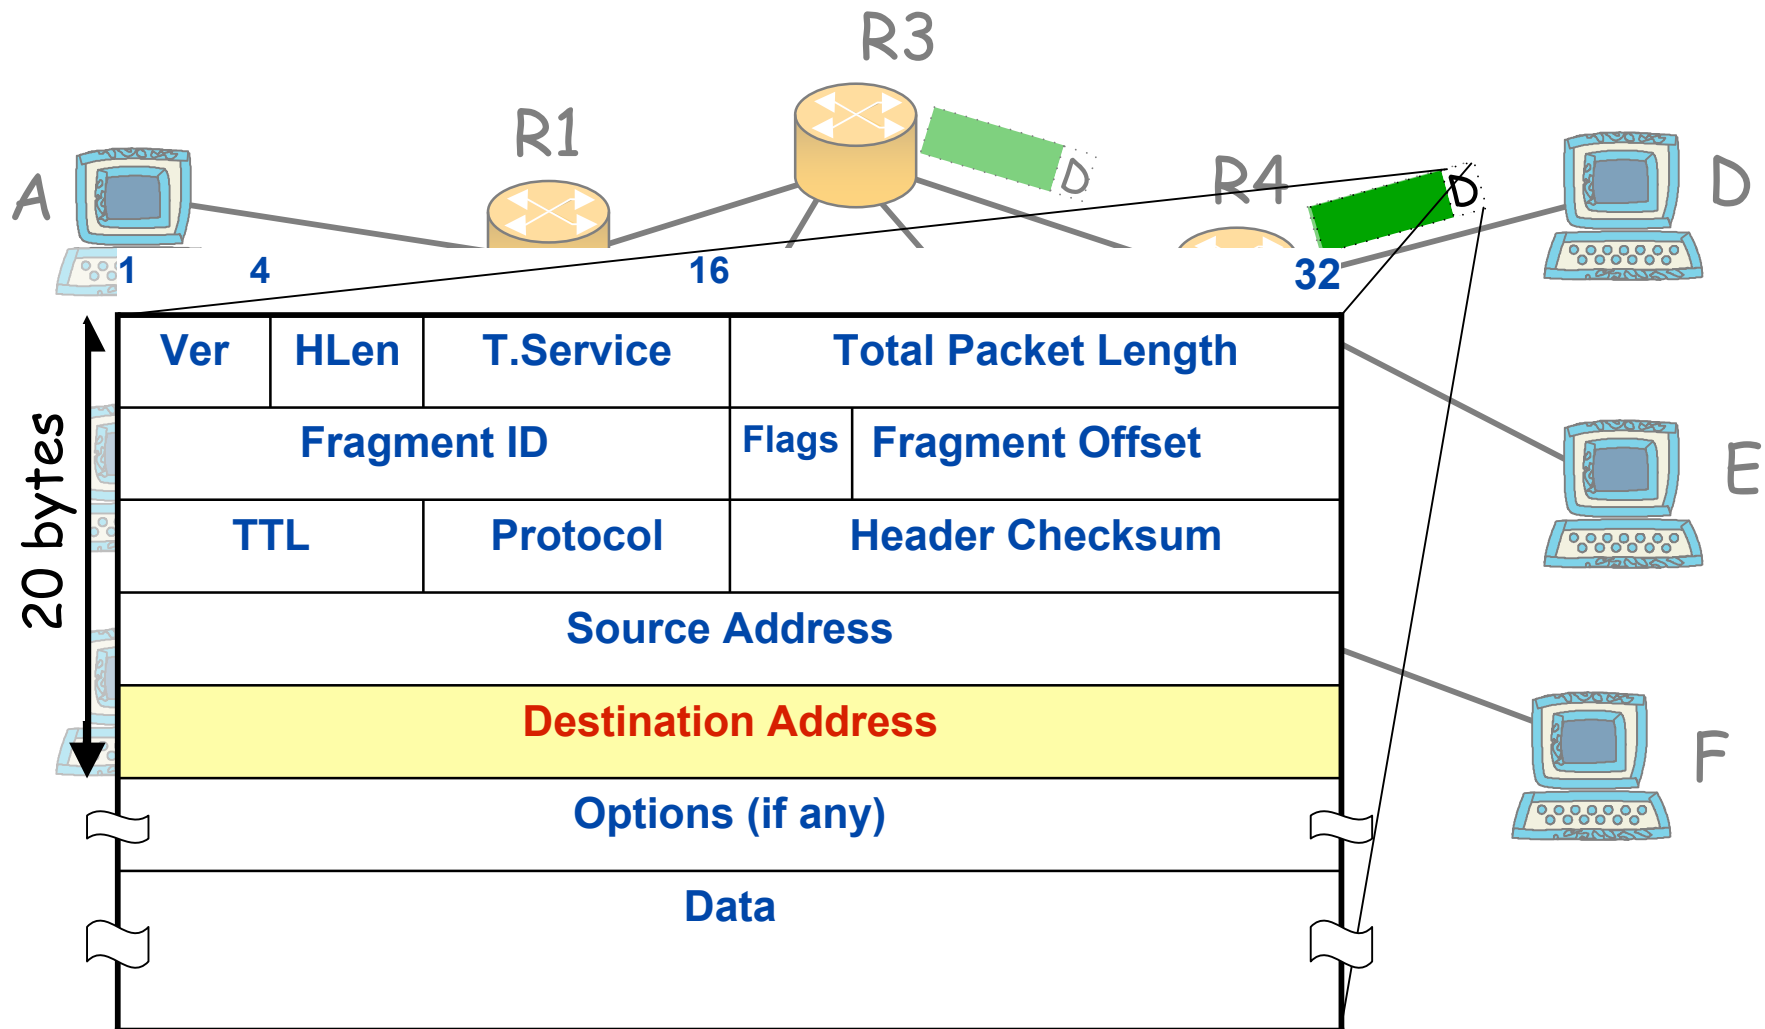 R3
R1
A
D
R4
D
D
1 4 16 32
Ver HLen T.Service Total Packet Length
20 bytes
Fragment ID Flags Fragment Offset
E
TTL Protocol Header Checksum
Source Address
Destination Address
F
Options (if any)
Data